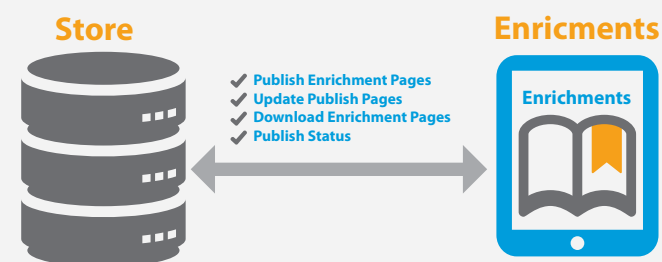 Store
Enricments
Publish Enrichment Pages
Update Publish Pages
Download Enrichment Pages
Publish Status
Enrichments